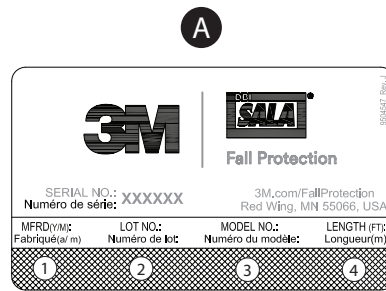 A
3M
DBI
SALA
Fall Protection
9504547 Rev. J
SERIAL NO.:
Numéro de série: XXXXXX
3M.com/FallProtection
Red Wing, MN 55066, USA
MFRD(Y/M): LOT NO.: MODEL NO.: LENGTH (FT):
Fabriqué(a/ m) Numéro de lot: Numéro du modèle: Longueur(m)
1 2 3 4